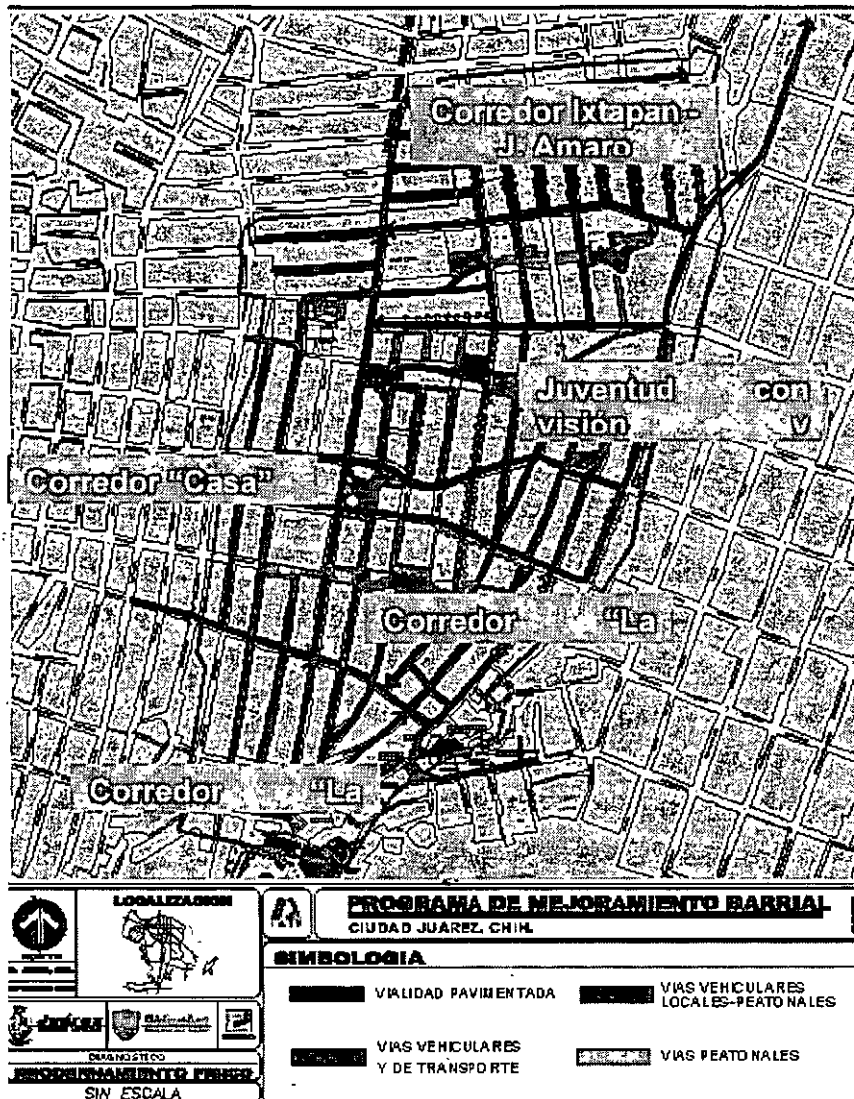 Corredor Ixtapan -
J. Amaro
Juventud con
visión
Corredor "Casa"
Corredor "La
Corredor "La
LOCALIZACION
PROGRAMA DE MEJORAMIENTO BARRIAL
CIUDAD JUAREZ, CHIH.
SIMBOLOGIA
VIALIDAD PAVIMENTADA
VIAS VEHICULARES
LOCALES-PEATONALES
VIAS VEHICULARES
Y DE TRANSPORTE
VIAS PEATONALES
DIAGNOSTICO
SIN ESCALA